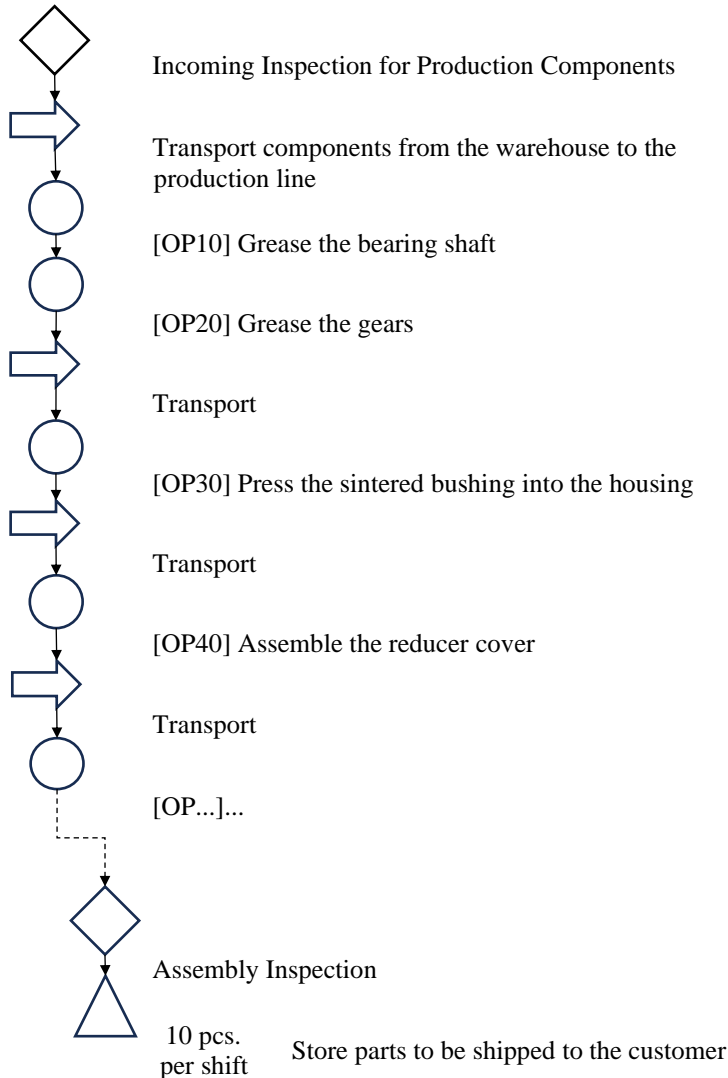 Incoming Inspection for Production Components
Transport components from the warehouse to the
production line
[OP10] Grease the bearing shaft
[OP20] Grease the gears
Transport
[OP30] Press the sintered bushing into the housing
Transport
[OP40] Assemble the reducer cover
Transport
[OP...]...
Assembly Inspection
10 pcs.
per shift
Store parts to be shipped to the customer